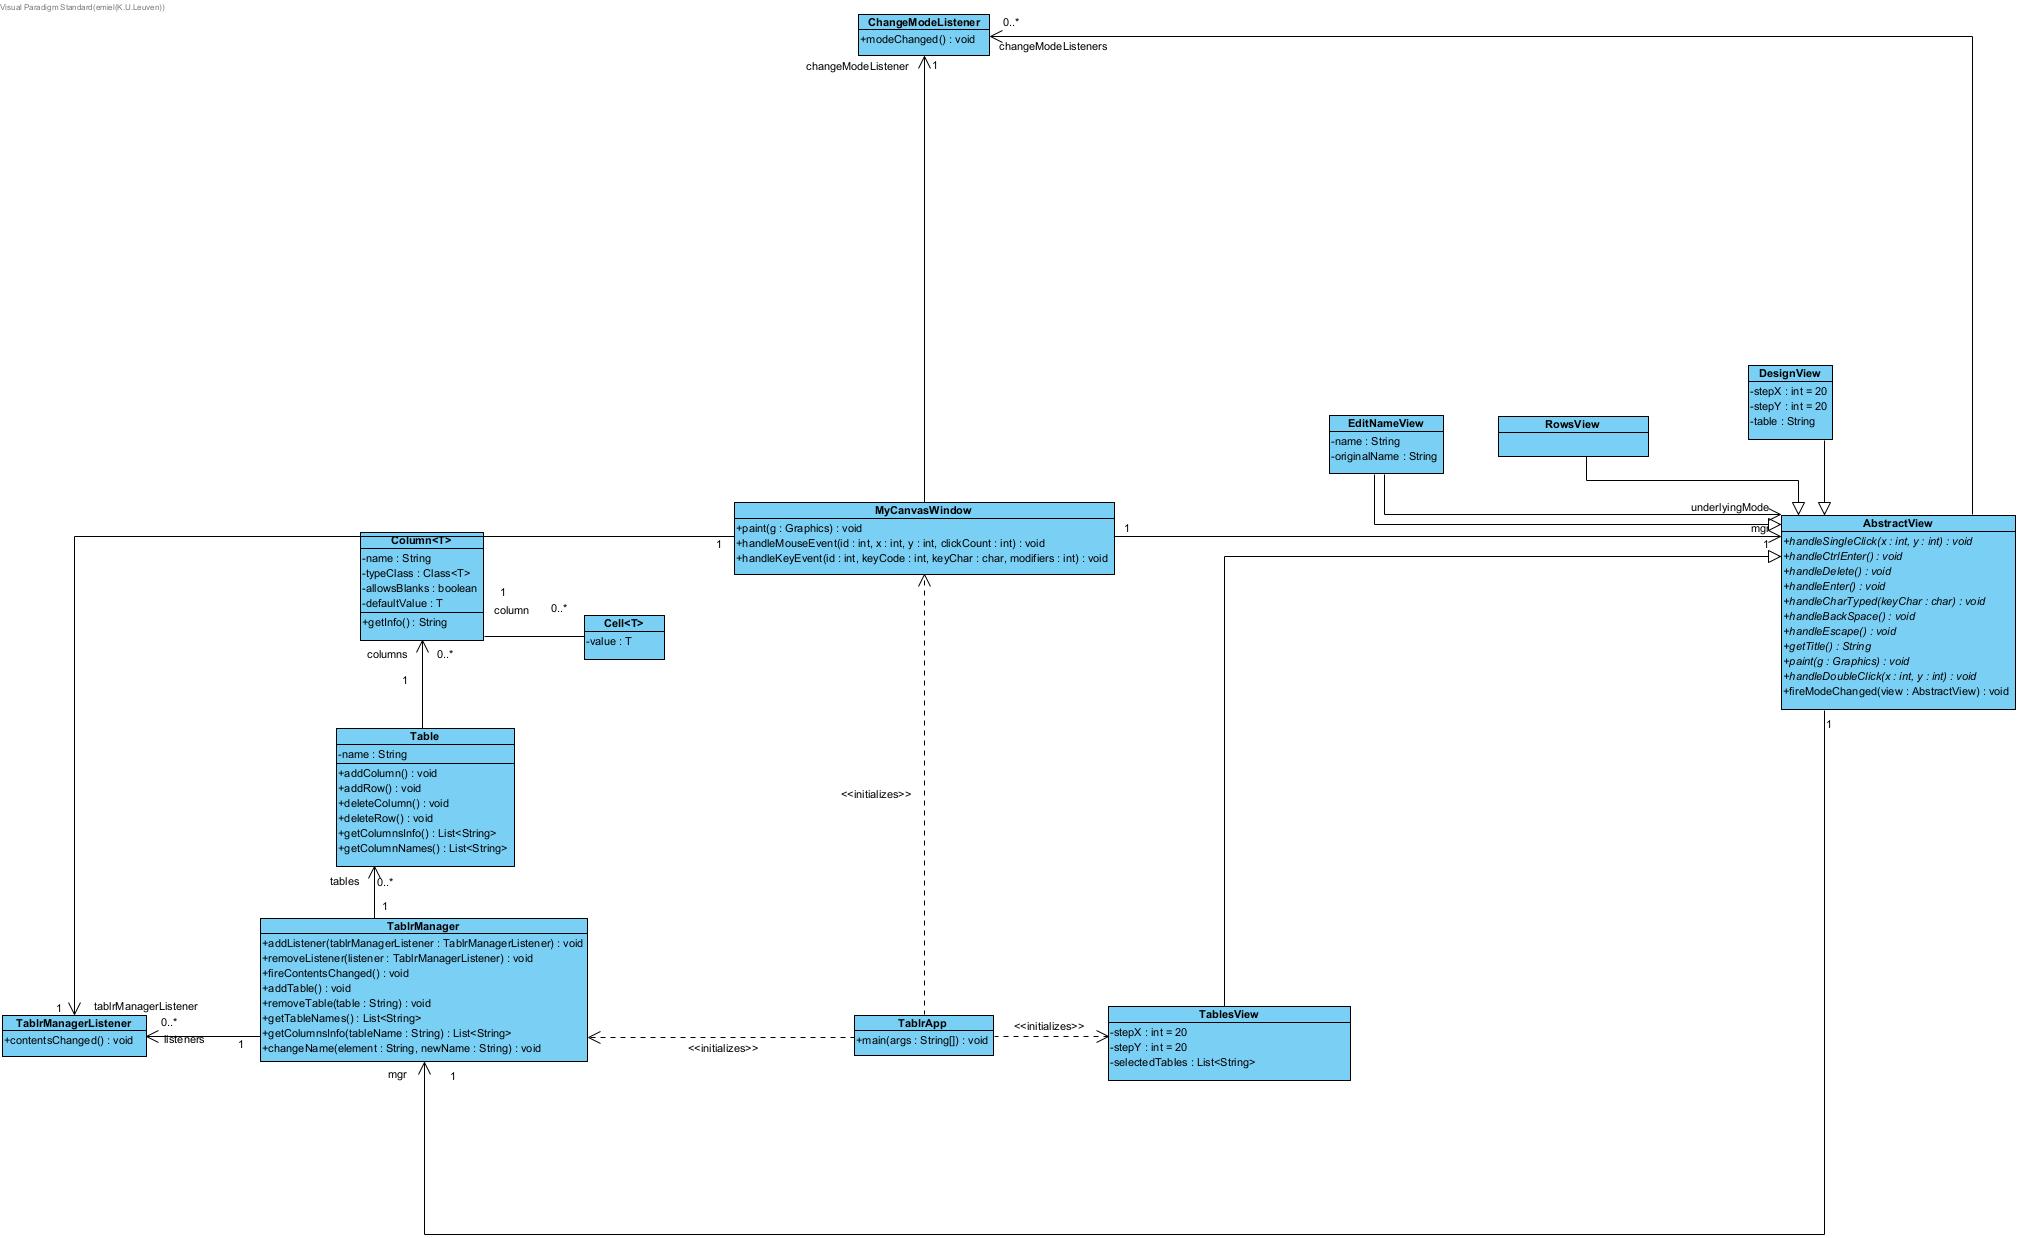 Visual Paradigm Standard(emiel(K.U.Leuven))
ChangeModeListener
+modeChanged() : void
0..*
changeModeListeners
changeModeListener
1
DesignView
-stepX : int = 20
-stepY : int = 20
-table : String
EditNameView
-name : String
-originalName : String
RowsView
MyCanvasWindow
+paint(g : Graphics) : void
+handleMouseEvent(id : int, x : int, y : int, clickCount : int) : void
+handleKeyEvent(id : int, keyCode : int, keyChar : char, modifiers : int) : void
1
1
underlyingMode
mgr
1
AbstractView
+handleSingleClick(x : int, y : int) : void
+handleCtrlEnter() : void
+handleDelete() : void
+handleEnter() : void
+handleCharTyped(keyChar : char) : void
+handleBackSpace() : void
+handleEscape() : void
+getTitle() : String
+paint(g : Graphics) : void
+handleDoubleClick(x : int, y : int) : void
+fireModeChanged(view : AbstractView) : void
1
Column<T>
-name : String
-typeClass : Class<T>
-allowsBlanks : boolean
-defaultValue : T
+getInfo() : String
1
column
0..*
Cell<T>
-value : T
columns
0..*
1
Table
-name : String
+addColumn() : void
+addRow() : void
+deleteColumn() : void
+deleteRow() : void
+getColumnsInfo() : List<String>
+getColumnNames() : List<String>
<<initializes>>
tables
0..*
1
TablrManager
+addListener(tablrManagerListener : TablrManagerListener) : void
+removeListener(listener : TablrManagerListener) : void
+fireContentsChanged() : void
+addTable() : void
+removeTable(table : String) : void
+getTableNames() : List<String>
+getColumnsInfo(tableName : String) : List<String>
+changeName(element : String, newName : String) : void
1
tablrManagerListener
TablrManagerListener
+contentsChanged() : void
0..*
listeners
1
<<initializes>>
TablrApp
+main(args : String[]) : void
<<initializes>>
TablesView
-stepX : int = 20
-stepY : int = 20
-selectedTables : List<String>
mgr
1